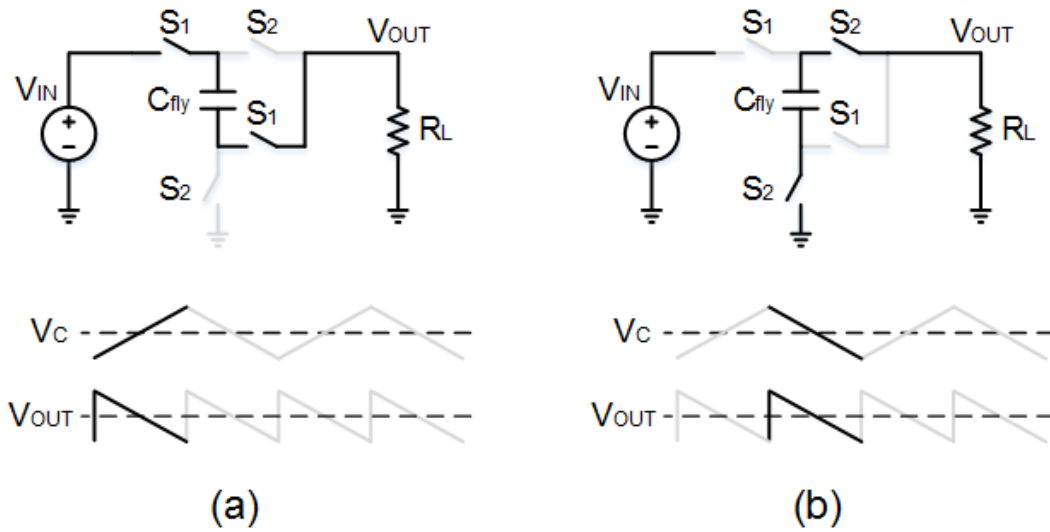 S1
S2
VOUT
VIN
+
-
Cfly
S1
RL
S2
VC
VOUT
(a)
S1
S2
VOUT
VIN
+
-
Cfly
S1
RL
S2
VC
VOUT
(b)